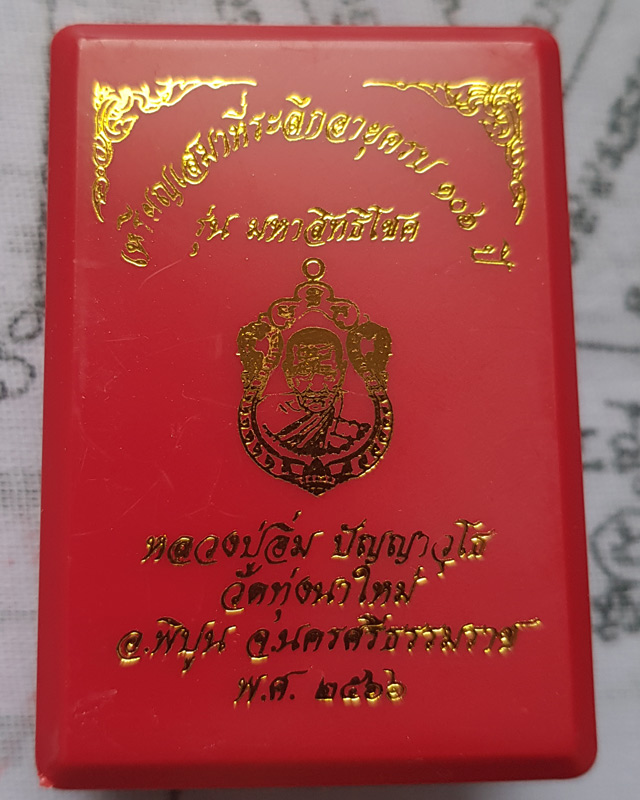 เหรียญเสมาที่ระลึกอายุครบ ๑๐๒ ปี
รุ่น มหาสิทธิโชค
หลวงปู่อิ่ม ปัญญาวุโธ
วัดทุ่งนาใหม่
อ.พิปูน จ.นครศรีธรรมราช
พ.ศ. ๒๕๖๖